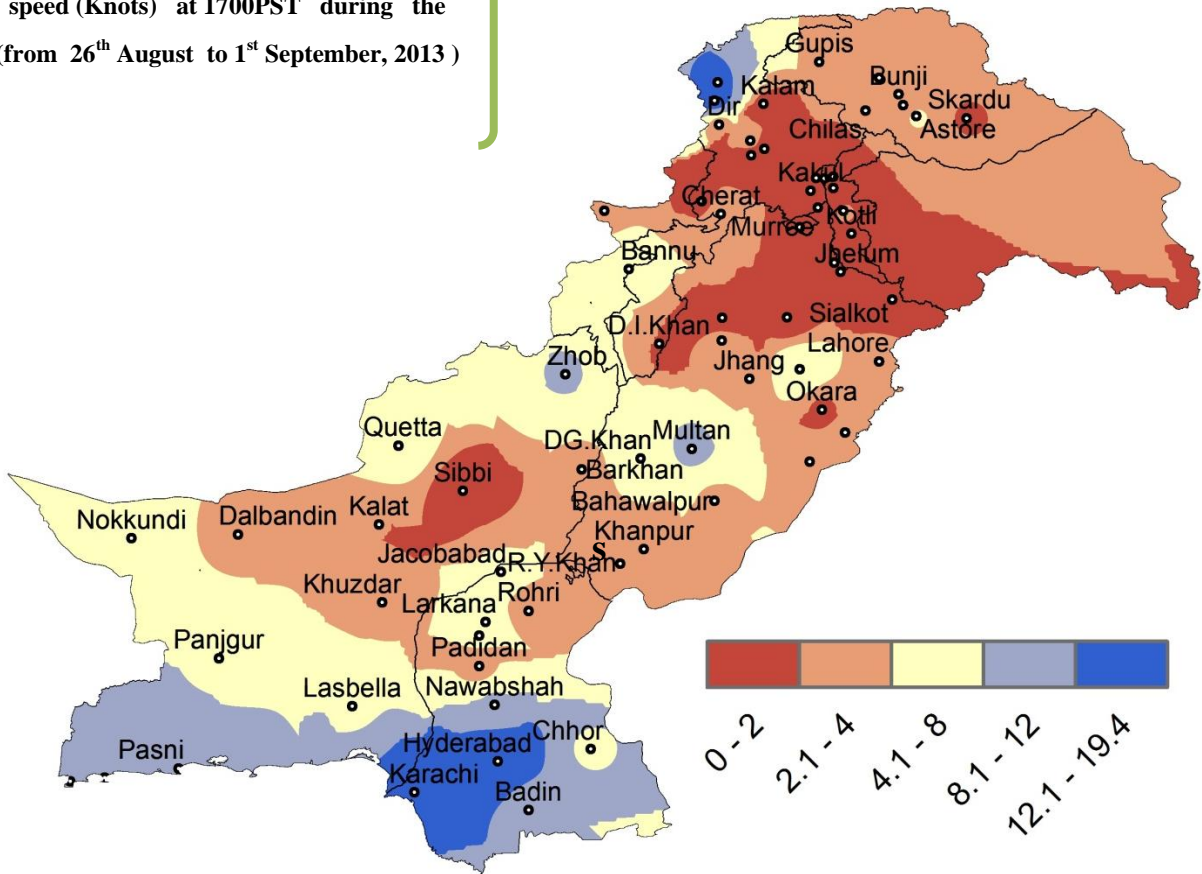 speed (Knots) at 1700PST during the
(from 26th August to 1st September, 2013 )
Gupis
Bunji
Kalam
Skardu
Dir
Astore
Chilas
Kakul
Cherat
Kotli
Murree
Bannu
Jhelum
Sialkot
D.I.Khan
Lahore
Zhob
Jhang
Okara
Quetta
DG.Khan
Multan
Sibbi
Barkhan
Bahawalpur
Kalat
Nokkundi
Dalbandin
Khanpur
S
Jacobabad
R.Y.Khan
Khuzdar
Rohri
Larkana
Panjgur
Padidan
Lasbella
Nawabshah
Chhor
Hyderabad
Pasni
Karachi
Badin
0 - 2
2.1 - 4
4.1 - 8
8.1 - 12
12.1 - 19.4